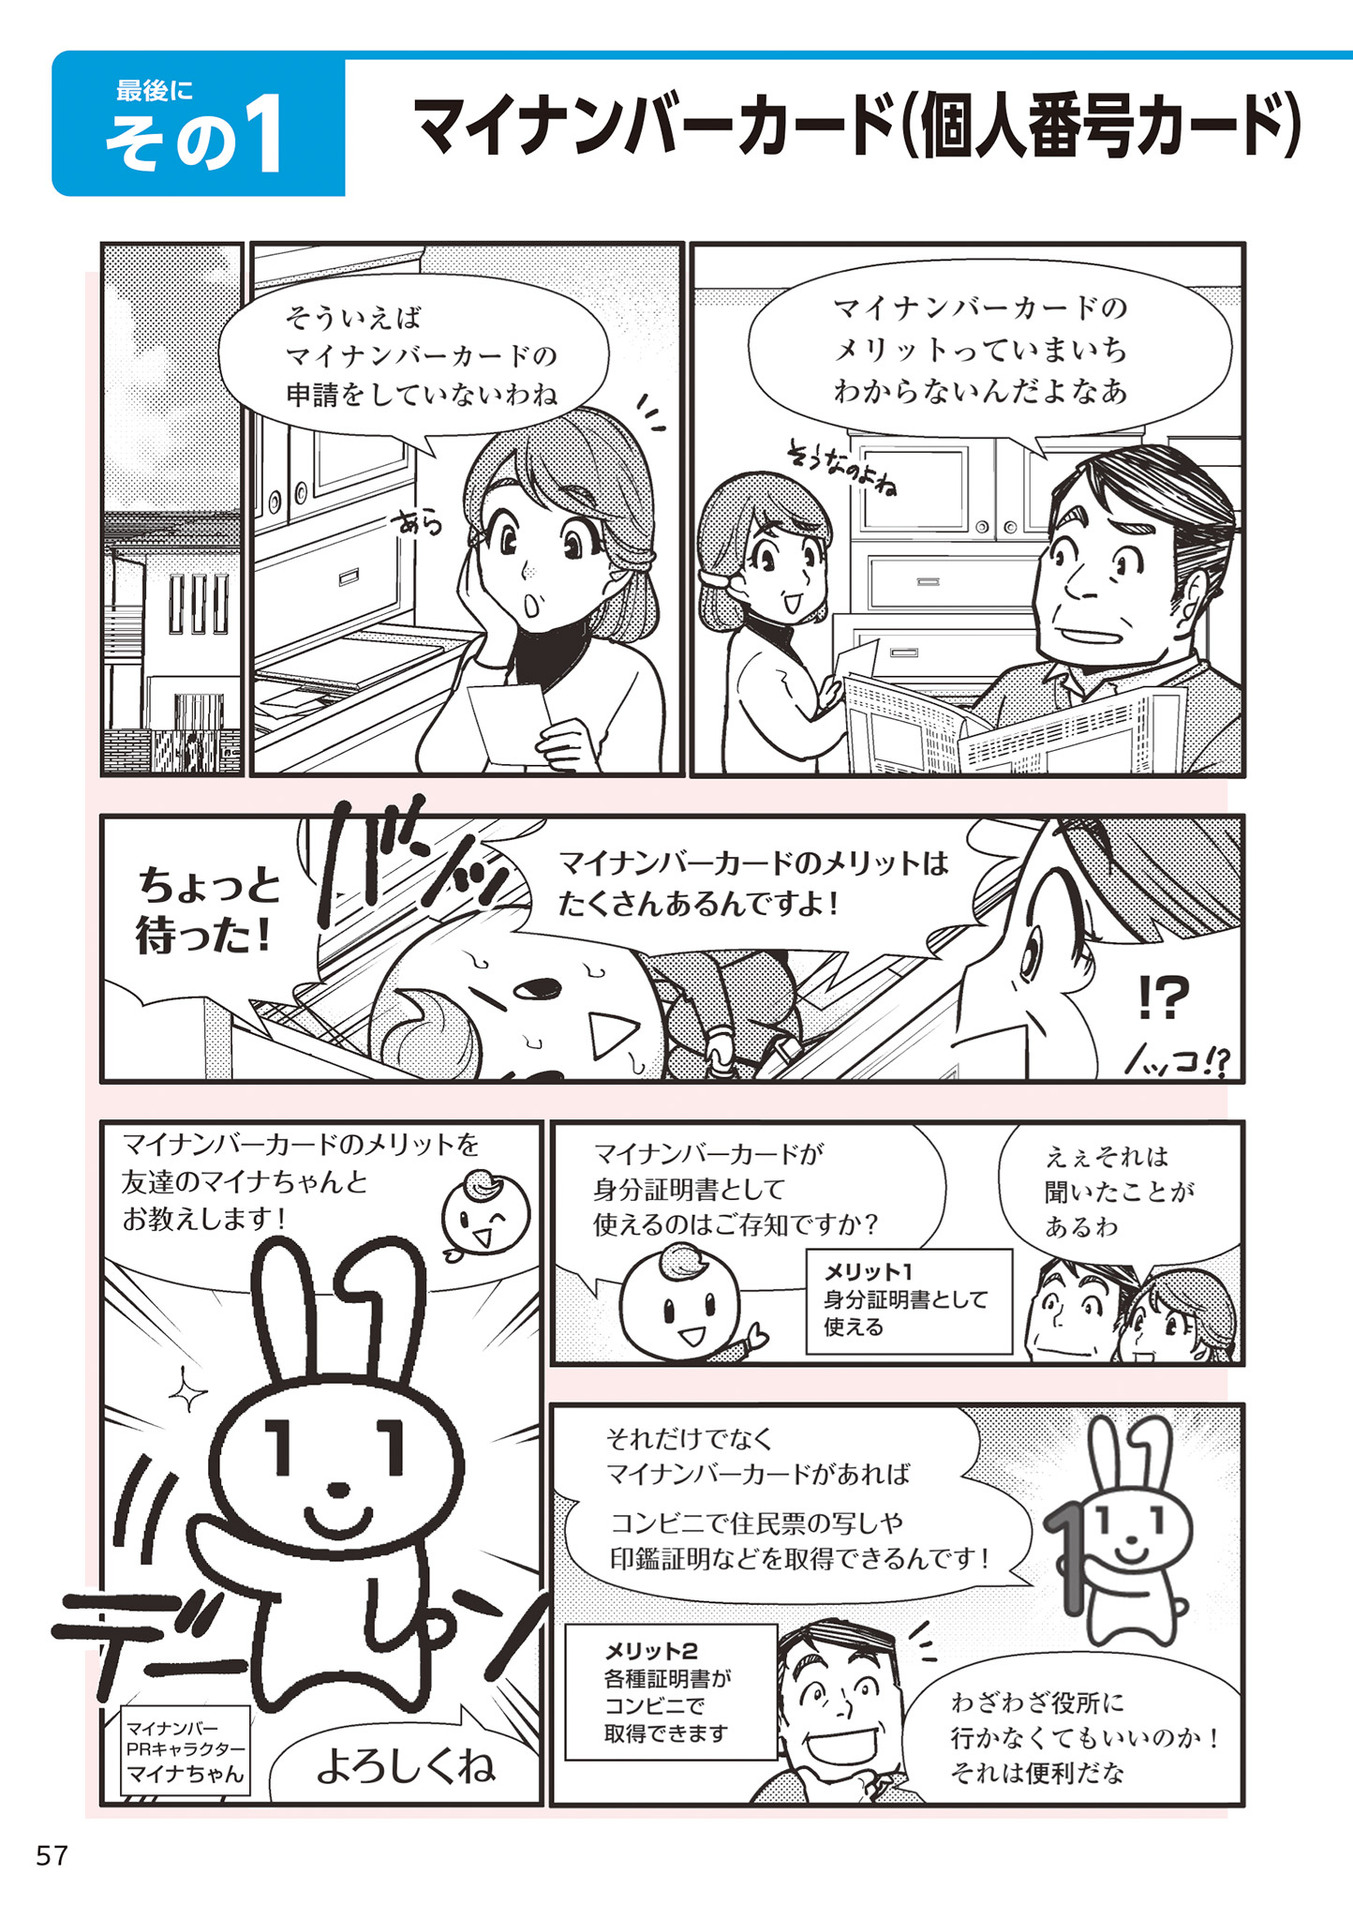 最後に
その1
マイナンバーカード(個人番号カード)
そういえば
マイナンバーカードの
申請をしていないわね
あら
マイナンバーカードの
メリットっていまいち
わからないんだよなあ
そうなのよね
ちょっと
待った!
バーン
マイナンバーカードのメリットは
たくさんあるんですよ!
!?
ノッコ!?
マイナンバーカードのメリットを
友達のマイナちゃんと
お教えします!
デデーン
マイナンバー
PRキャラクター
マイナちゃん
よろしくね
マイナンバーカードが
身分証明書として
使えるのはご存知ですか?
メリット1
身分証明書として
使える
えぇそれは
聞いたことが
あるわ
それだけでなく
マイナンバーカードがあれば
コンビニで住民票の写しや
印鑑証明などを取得できるんです!
1
メリット2
各種証明書が
コンビニで
取得できます
わざわざ役所に
行かなくてもいいのか!
それは便利だな
57